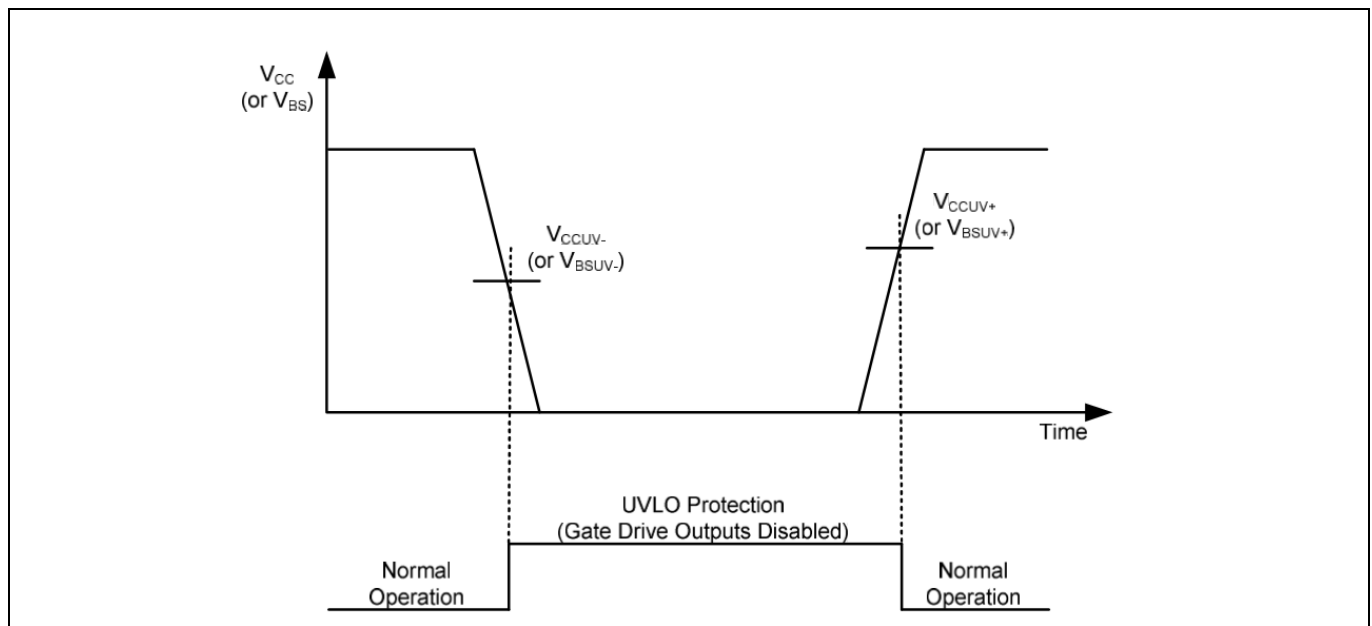 V_CC
(or V_BS)
V_CCUV-
(or V_BSUV-)
V_CCUV+
(or V_BSUV+)
Time
UVLO Protection
(Gate Drive Outputs Disabled)
Normal
Operation
Normal
Operation